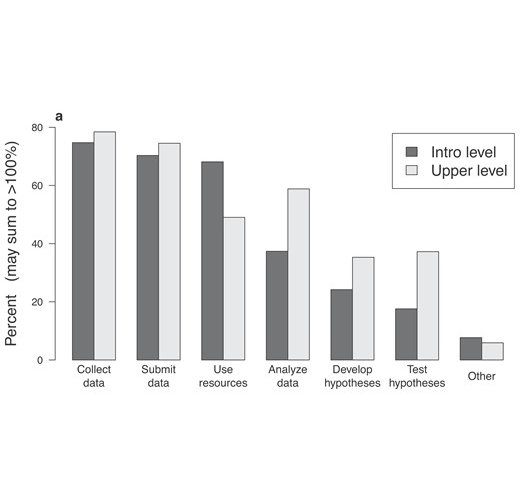 a
Percent (may sum to >100%)
80
60
40
20
0
Intro level
Upper level
Collect
data
Submit
data
Use
resources
Analyze
data
Develop
hypotheses
Test
hypotheses
Other